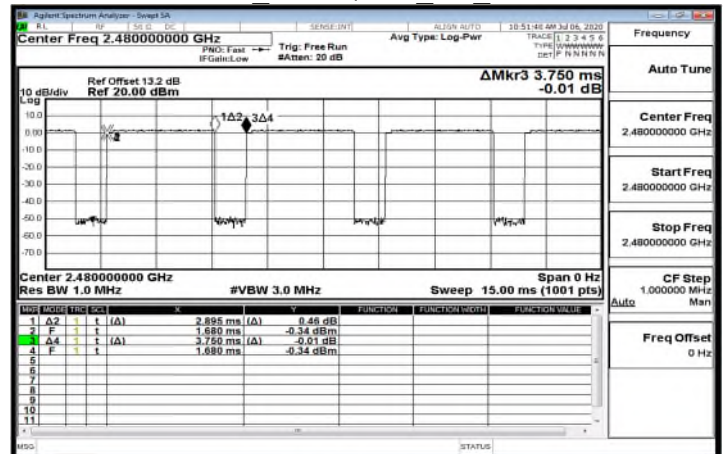 Agilent Spectrum Analyzer - Swept SA
RL RF 50 Ω DC SENSE:INT ALIGN AUTO 10:51:48 AM Jul 06, 2020
Center Freq 2.480000000 GHz
PNO: Fast Trig: Free Run Avg Type: Log-Pwr TRACE 1 2 3 4 5 6
IFGain:Low #Atten: 20 dB TYPE
DET P N N N N N
Frequency
Auto Tune
Ref Offset 13.2 dB ΔMkr3 3.750 ms
10 dB/div Ref 20.00 dBm -0.01 dB
Log
10.0
0.00
-10.0
-20.0
-30.0
-40.0
-50.0
-60.0
-70.0
1Δ2 3Δ4
2
Center 2.480000000 GHz Span 0 Hz
Res BW 1.0 MHz #VBW 3.0 MHz Sweep 15.00 ms (1001 pts)
MKR MODE TRC SCL X Y FUNCTION FUNCTION WIDTH FUNCTION VALUE
1 Δ2 1 t (Δ) 2.895 ms (Δ) 0.46 dB
2 F 1 t 1.680 ms -0.34 dBm
3 Δ4 1 t (Δ) 3.750 ms (Δ) -0.01 dB
4 F 1 t 1.680 ms -0.34 dBm
5
6
7
8
9
10
11
Center Freq
2.480000000 GHz
Start Freq
2.480000000 GHz
Stop Freq
2.480000000 GHz
CF Step
1.000000 MHz
Auto Man
Freq Offset
0 Hz
MSG STATUS